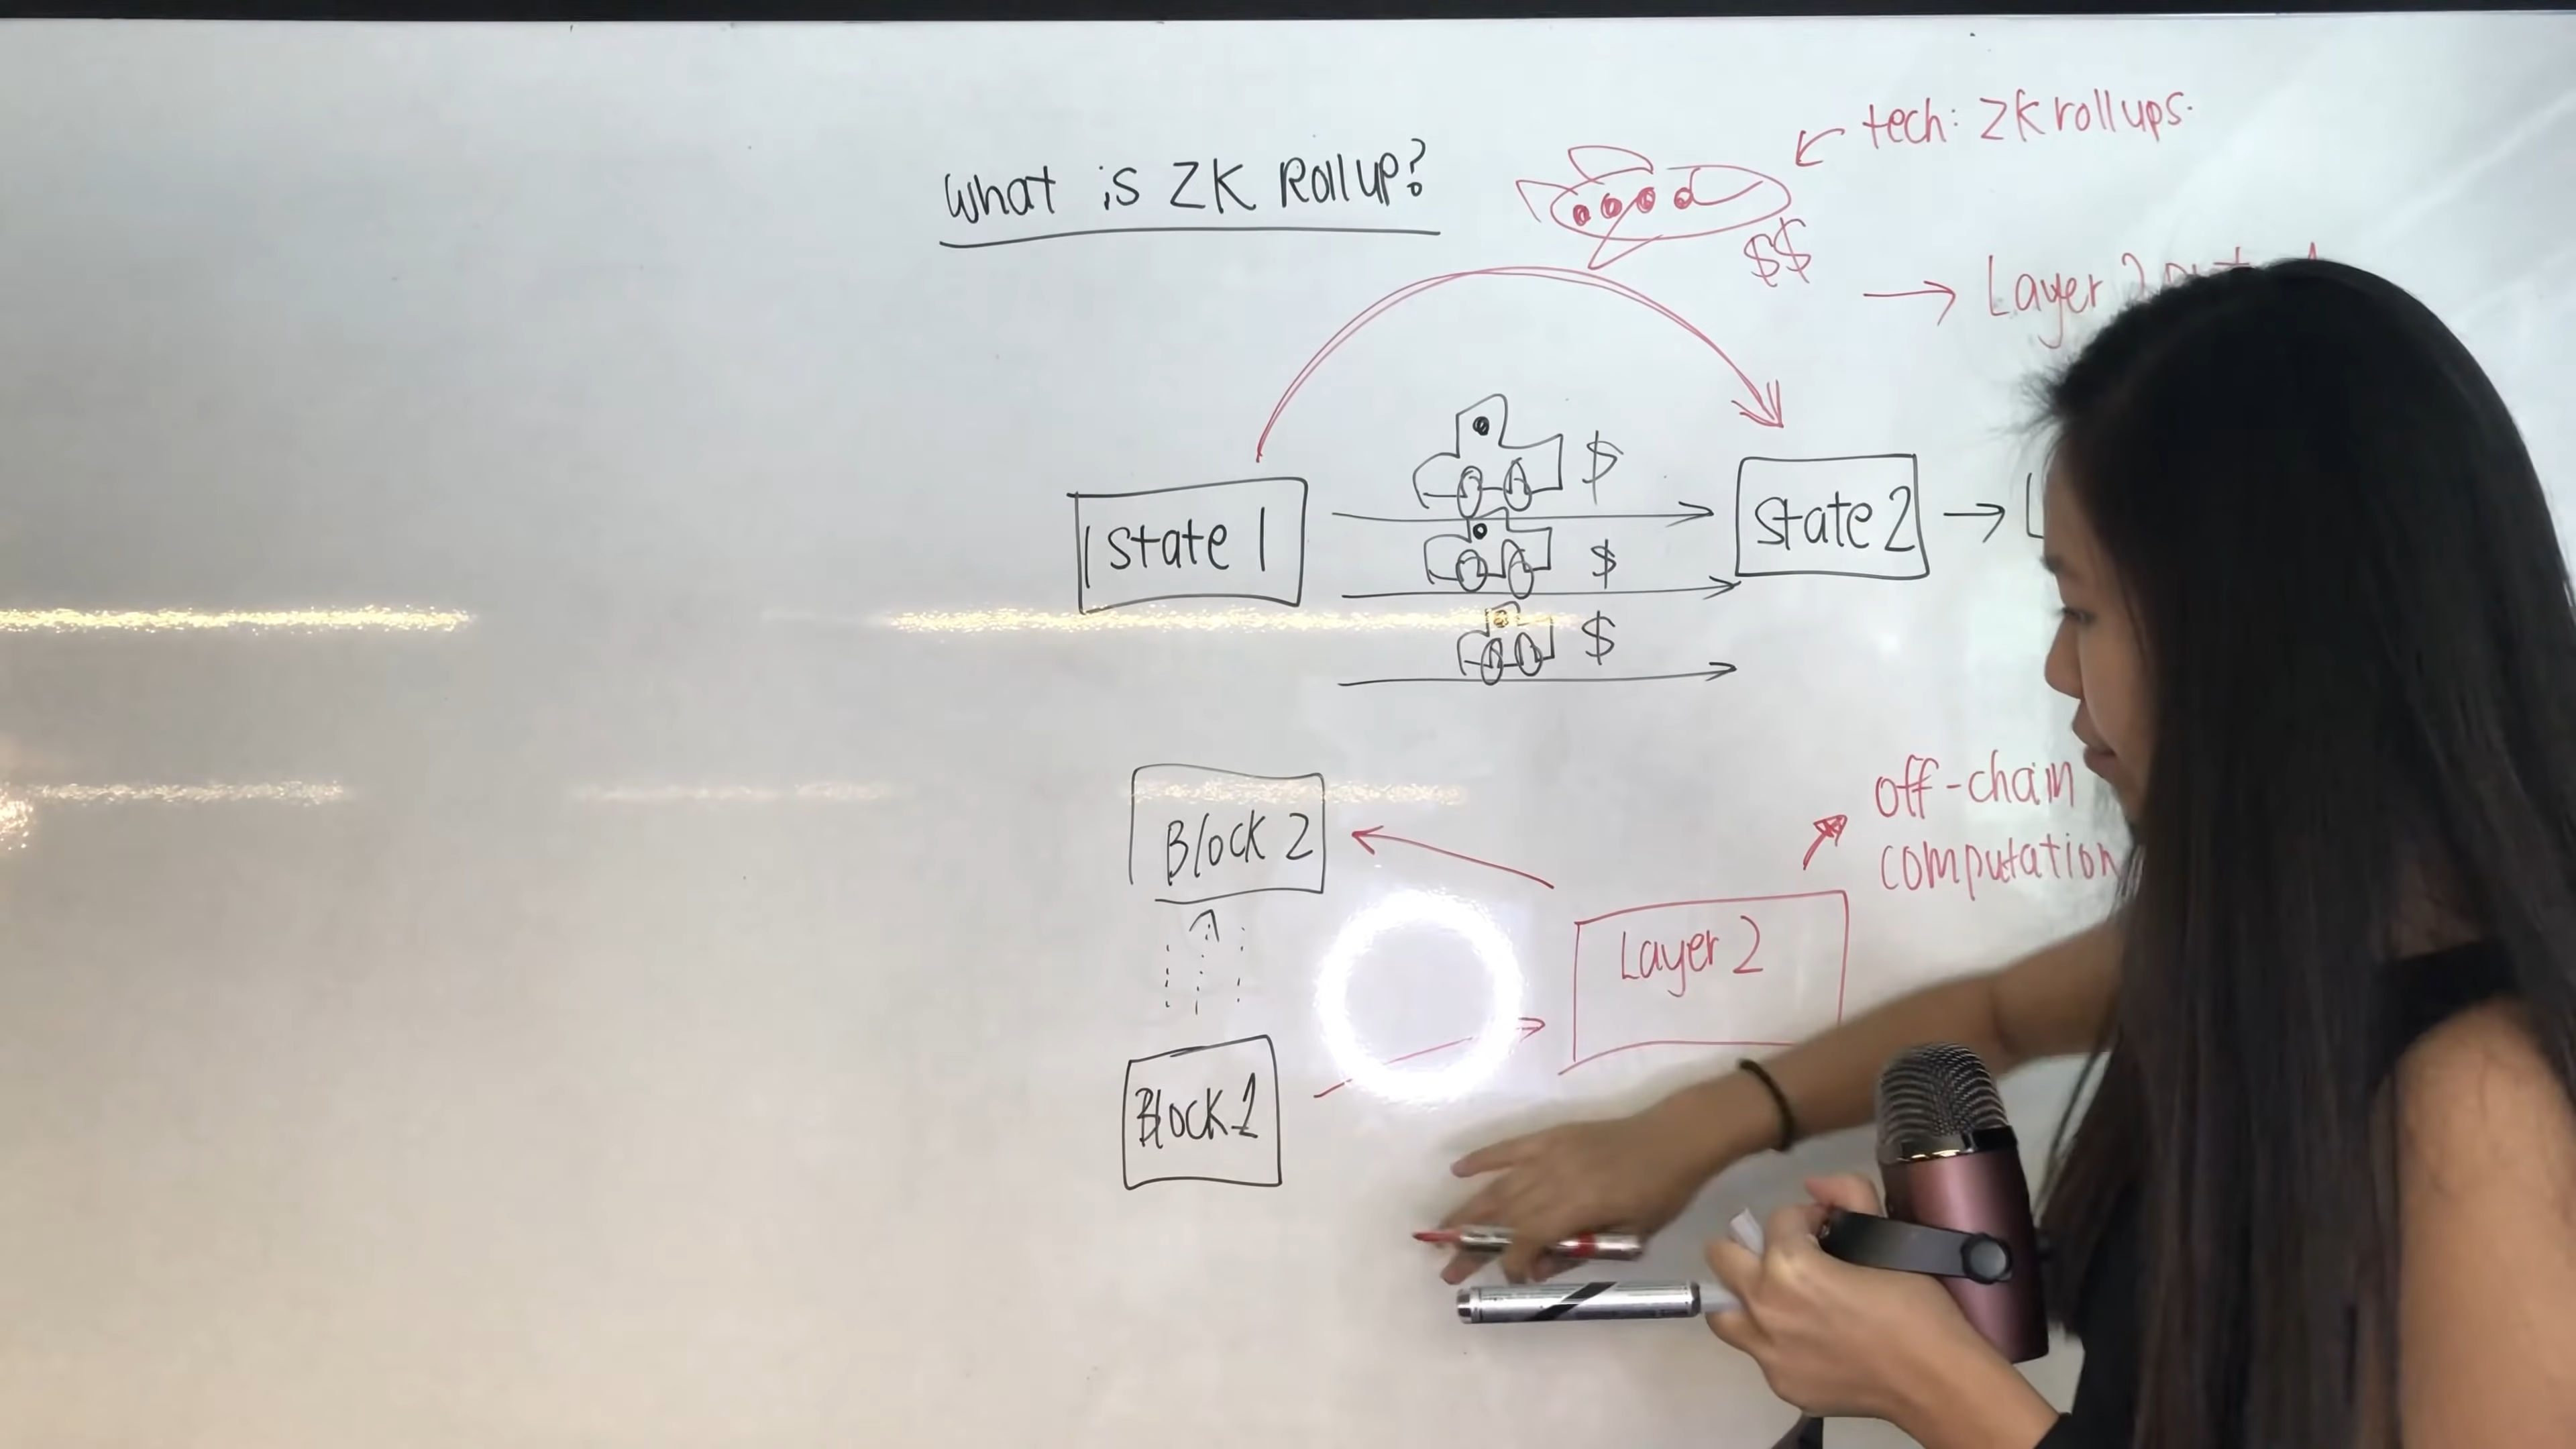 What is ZK Rollup?
tech: ZK rollups.
$$
→ Layer 2
$
State 1
State 2 →
$
$
Block 2
off-chain
computation
Layer 2
Block 1